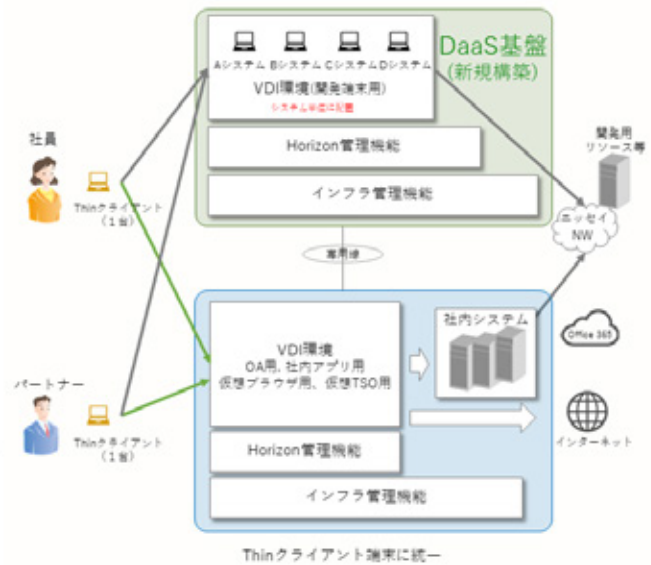 DaaS基盤
(新規構築)
Aシステム Bシステム Cシステム Dシステム
VDI環境(開発端末用)
システム単位に配置
Horizon管理機能
インフラ管理機能
社員
Thinクライアント
(1台)
開発用
リソース等
ニッセイ
NW
専用線
VDI環境
OA用, 社内アプリ用
仮想ブラウザ用、仮想TSO用
社内システム
Office 365
インターネット
パートナー
Thinクライアント
(1台)
Horizon管理機能
インフラ管理機能
Thinクライアント端末に統一